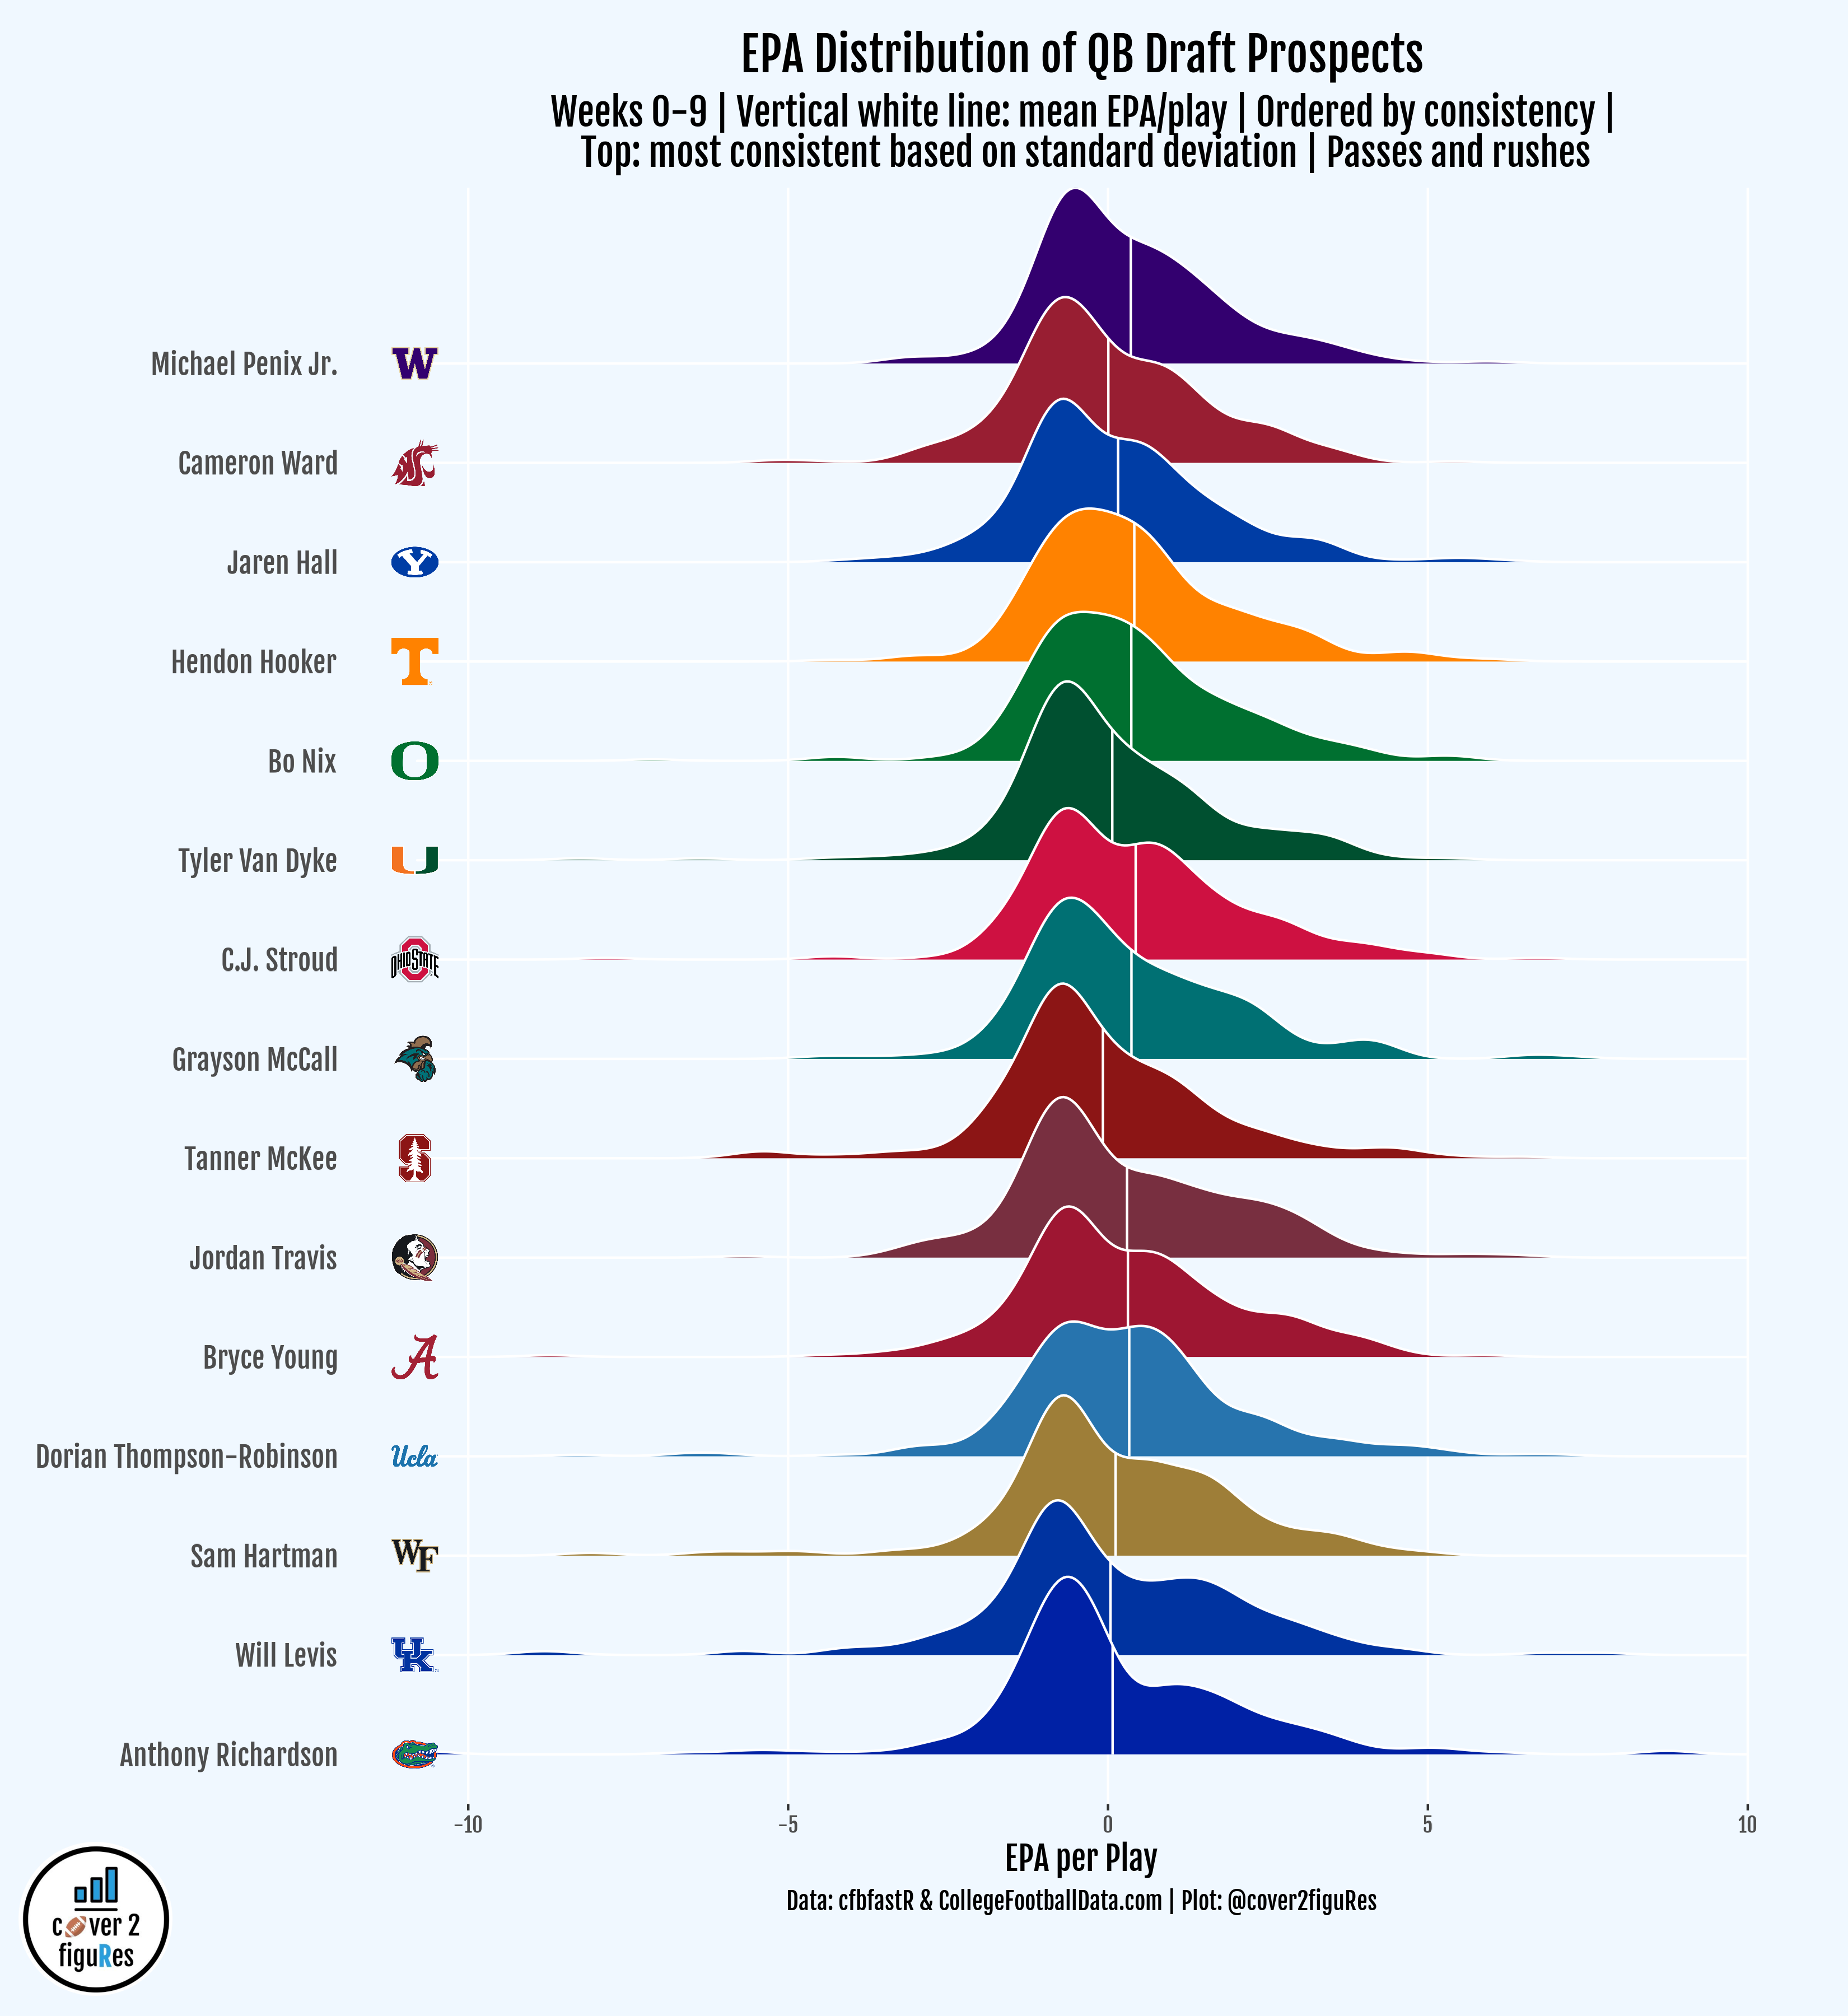 EPA Distribution of QB Draft Prospects
Weeks 0-9 | Vertical white line: mean EPA/play | Ordered by consistency |
Top: most consistent based on standard deviation | Passes and rushes
Michael Penix Jr.
W
Cameron Ward
Jaren Hall
Y
Hendon Hooker
T
Bo Nix
O
Tyler Van Dyke
U
C.J. Stroud
OHIO STATE
Grayson McCall
Tanner McKee
S
Jordan Travis
Bryce Young
A
Dorian Thompson-Robinson
Ucla
Sam Hartman
WF
Will Levis
UK
Anthony Richardson
-10
-5
0
5
10
EPA per Play
Data: cfbfastR & CollegeFootballData.com | Plot: @cover2figuRes
cover 2
figuRes